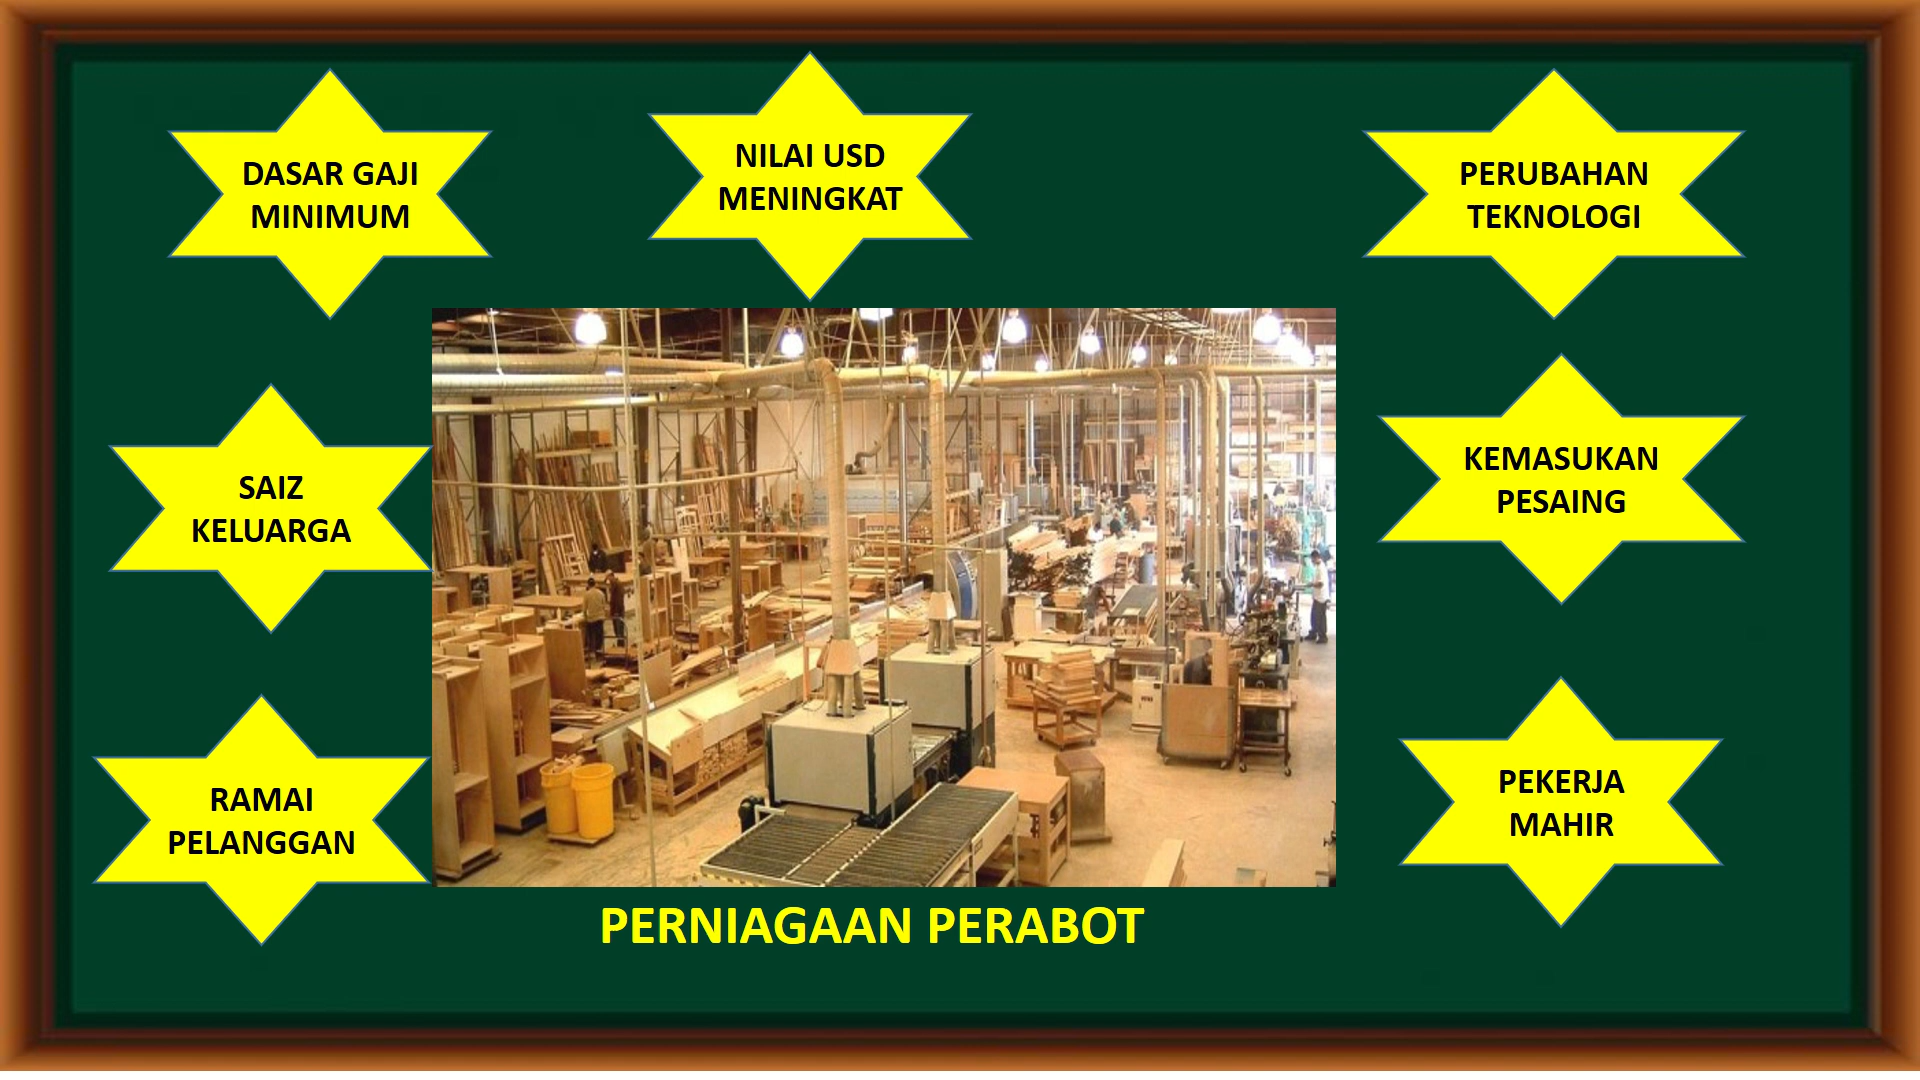 DASAR GAJI
MINIMUM
NILAI USD
MENINGKAT
PERUBAHAN
TEKNOLOGI
SAIZ
KELUARGA
KEMASUKAN
PESAING
RAMAI
PELANGGAN
PEKERJA
MAHIR
PERNIAGAAN PERABOT